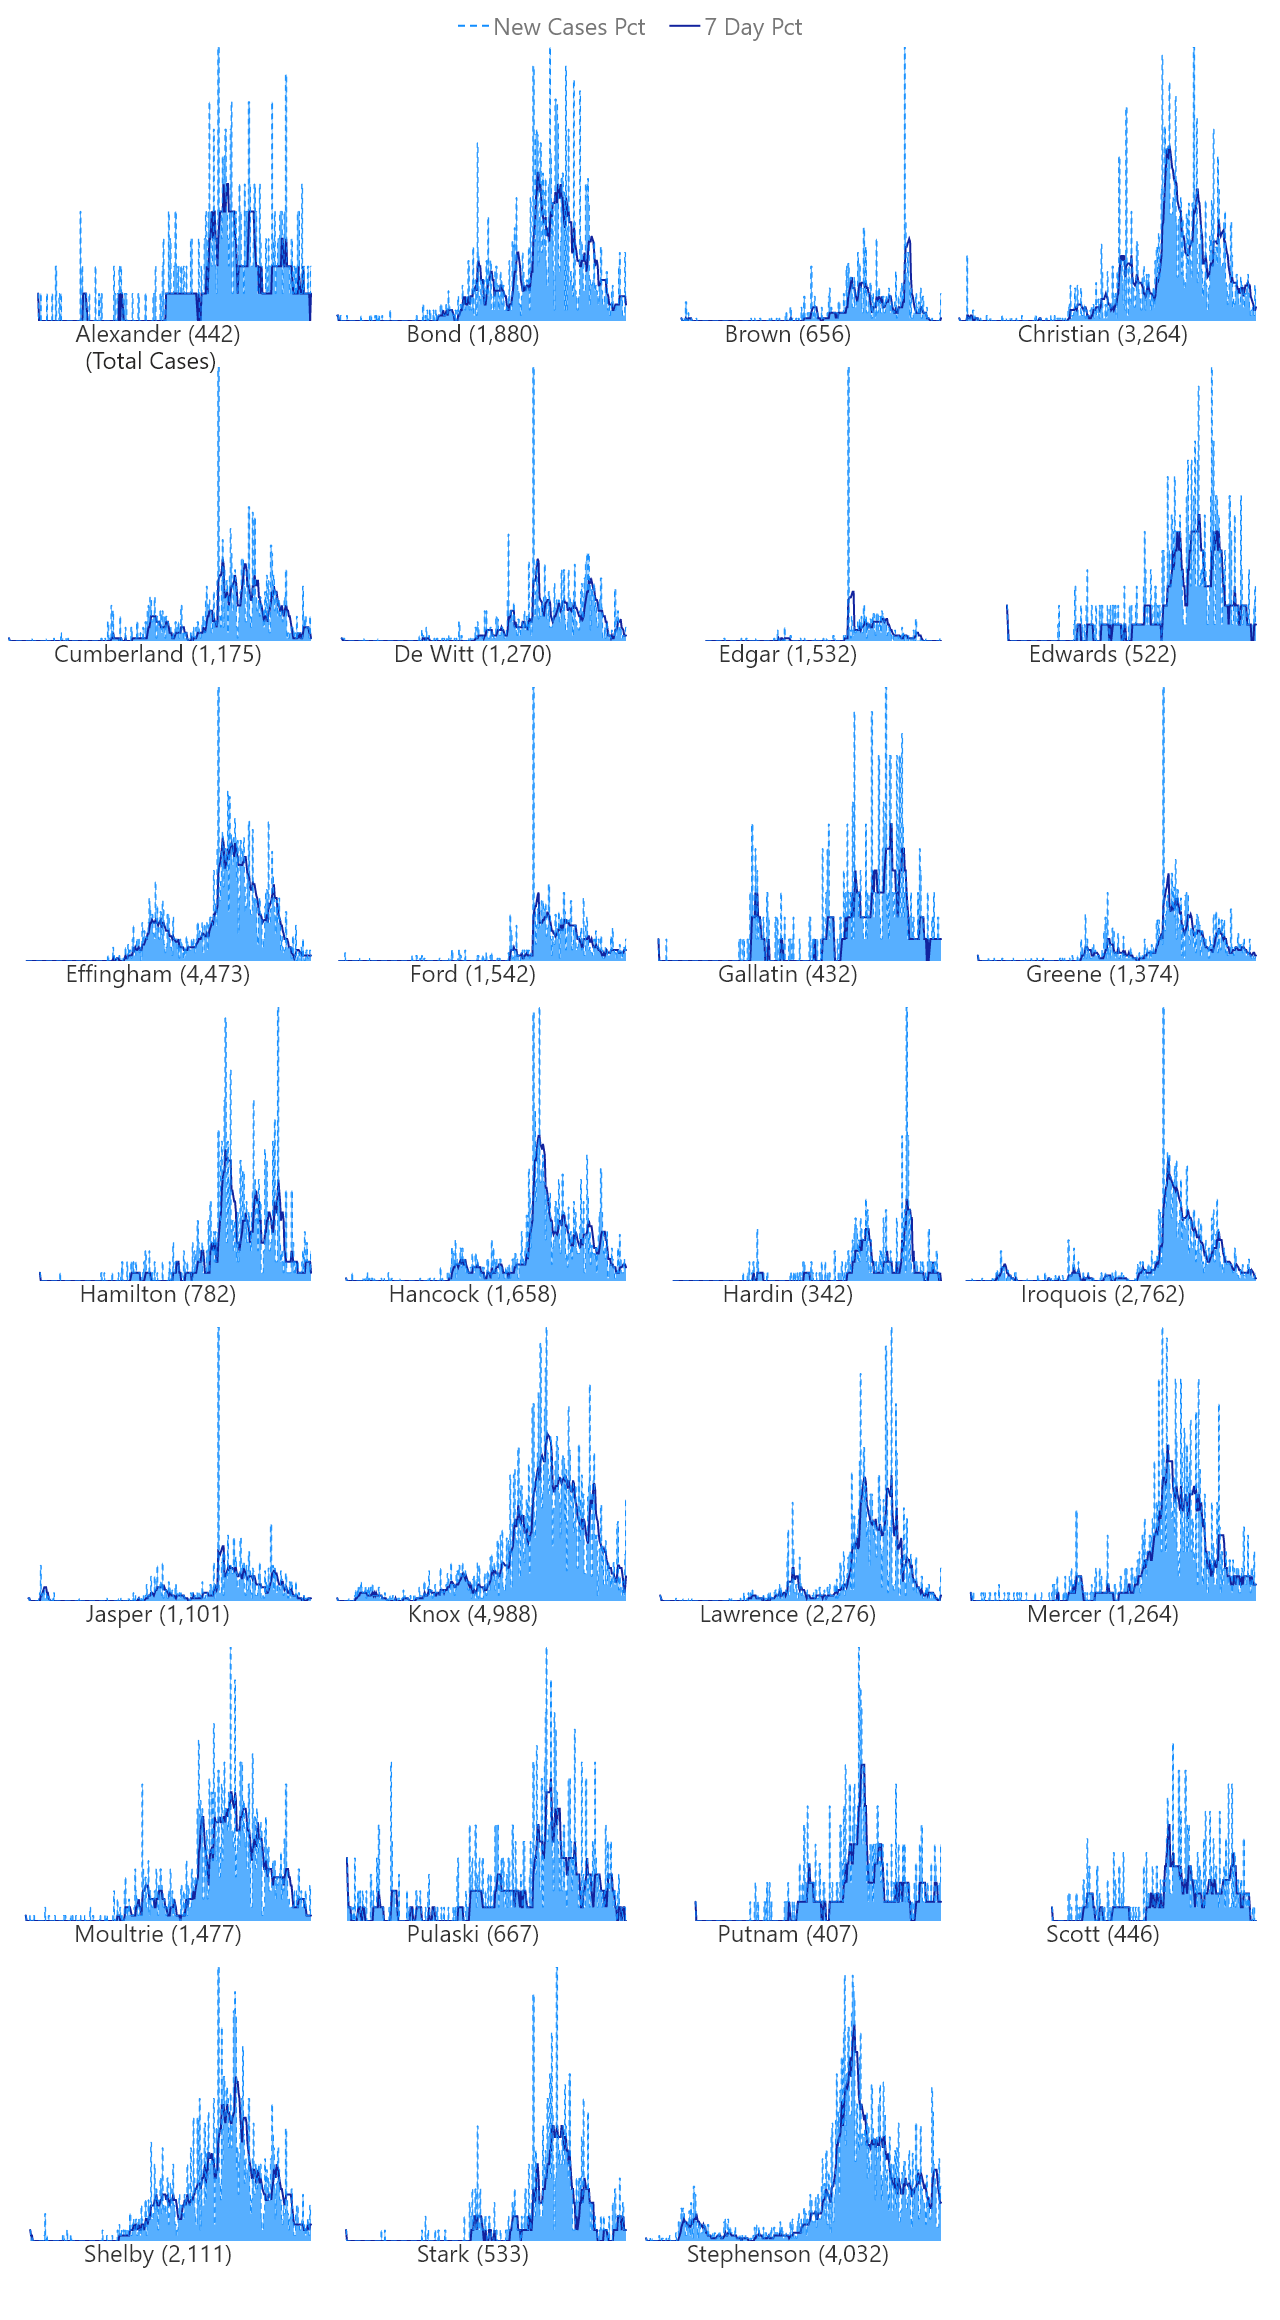 New Cases Pct 7 Day Pct
Alexander (442) Bond (1,880) Brown (656) Christian (3,264)
(Total Cases)
Cumberland (1,175) De Witt (1,270) Edgar (1,532) Edwards (522)
Effingham (4,473) Ford (1,542) Gallatin (432) Greene (1,374)
Hamilton (782) Hancock (1,658) Hardin (342) Iroquois (2,762)
Jasper (1,101) Knox (4,988) Lawrence (2,276) Mercer (1,264)
Moultrie (1,477) Pulaski (667) Putnam (407) Scott (446)
Shelby (2,111) Stark (533) Stephenson (4,032)